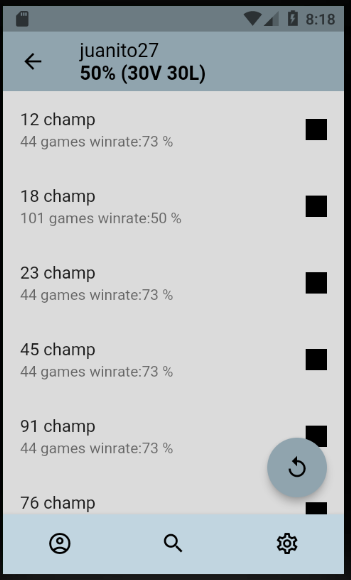 8:18
juanito27
50% (30V 30L)
12 champ
44 games winrate:73 %
18 champ
101 games winrate:50 %
23 champ
44 games winrate:73 %
45 champ
44 games winrate:73 %
91 champ
44 games winrate:73 %
76 champ